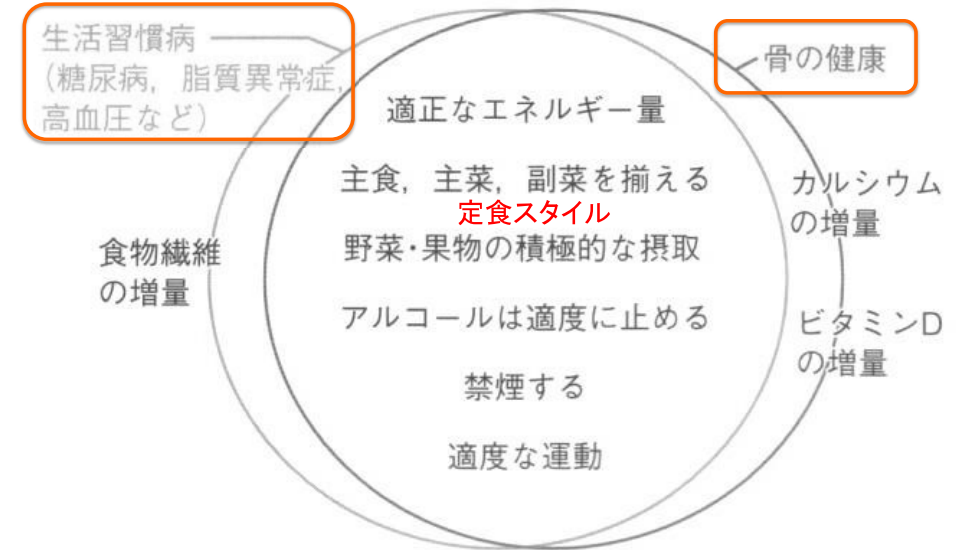 生活習慣病
(糖尿病，脂質異常症,
高血圧など)
骨の健康
適正なエネルギー量
主食，主菜，副菜を揃える
定食スタイル
野菜･果物の積極的な摂取
アルコールは適度に止める
禁煙する
適度な運動
食物繊維
の増量
カルシウム
の増量
ビタミンD
の増量